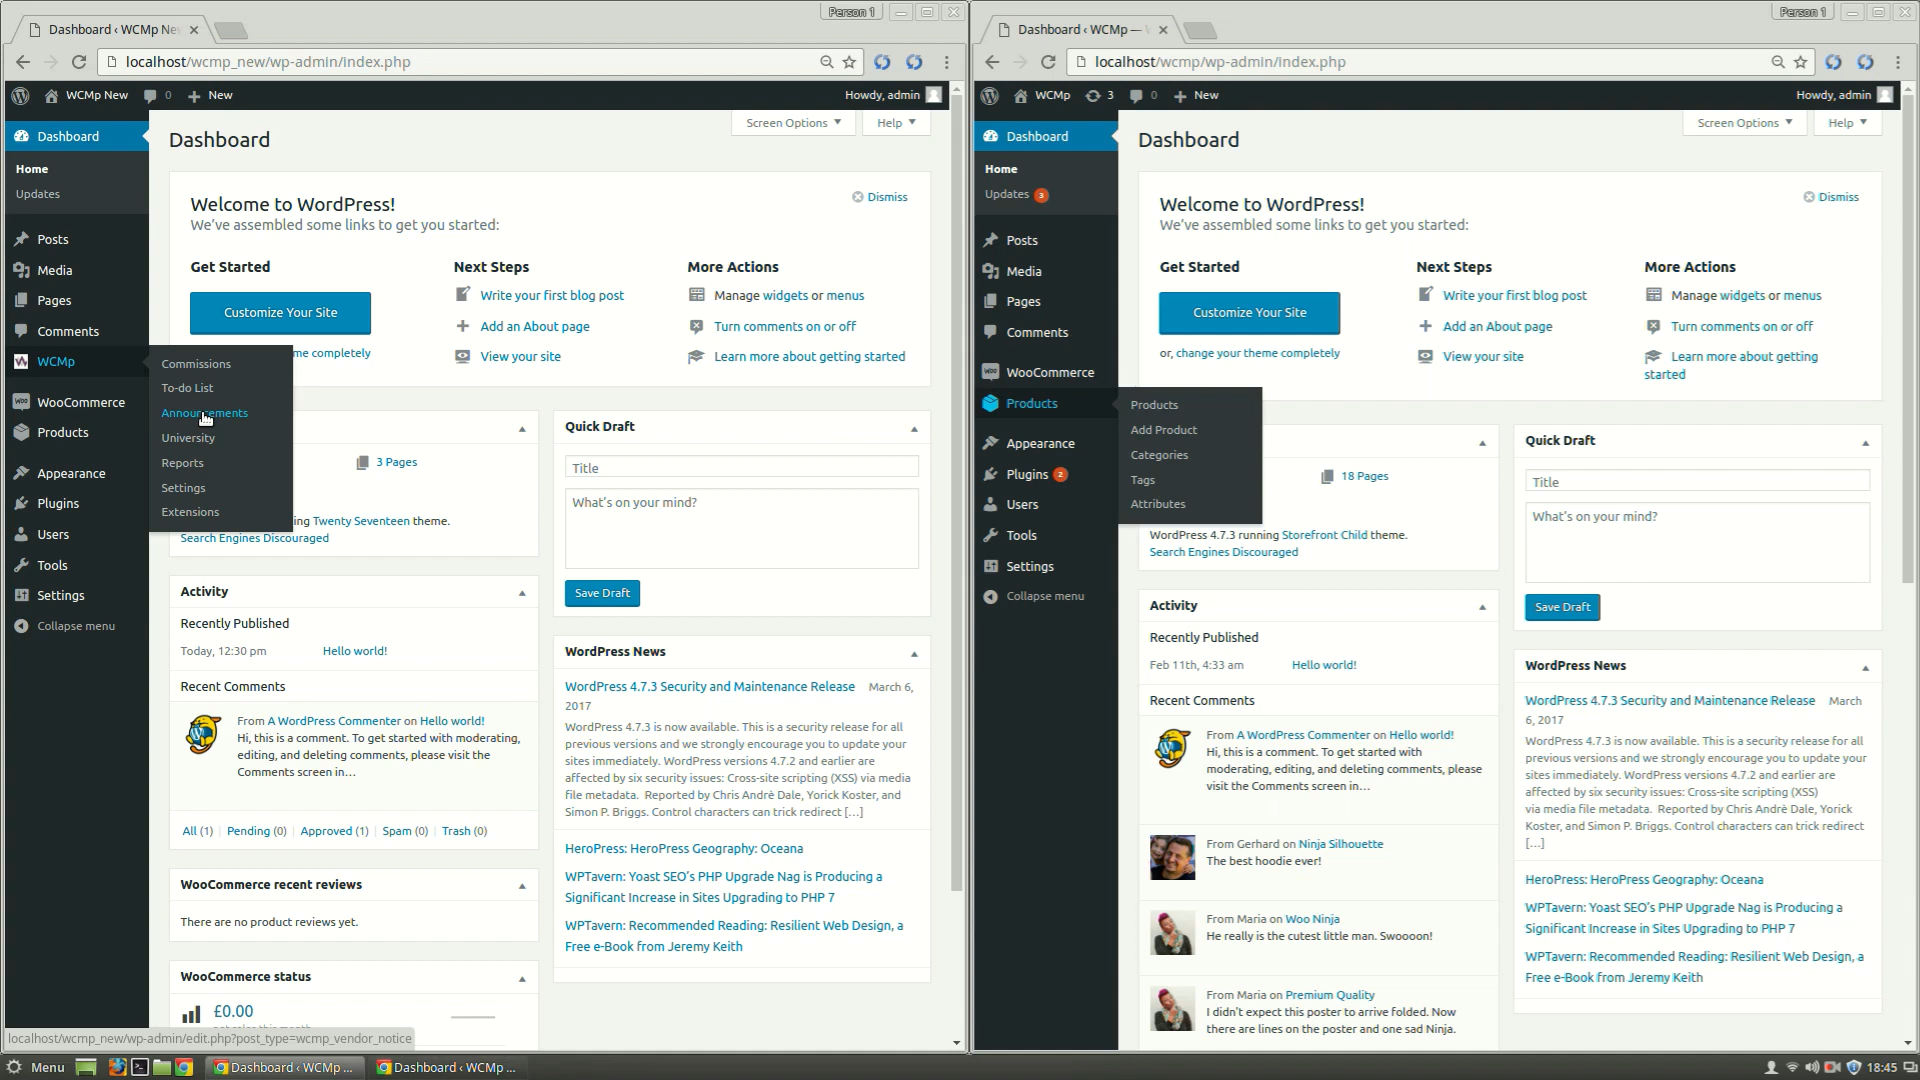 Person 1
Dashboard ‹ WCMp Ne
localhost/wcmp_new/wp-admin/index.php
WCMp New
0
New
Howdy, admin
Dashboard
Home
Updates
Posts
Media
Pages
Comments
WCMp
WooCommerce
Products
Appearance
Plugins
Users
Tools
Settings
Collapse menu
Commissions
To-do List
Announcements
University
Reports
Settings
Extensions
Dashboard
Screen Options
Help
Welcome to WordPress!
We've assembled some links to get you started:
Dismiss
Get Started
Customize Your Site
me completely
Next Steps
Write your first blog post
Add an About page
View your site
More Actions
Manage widgets or menus
Turn comments on or off
Learn more about getting started
3 Pages
ing Twenty Seventeen theme.
Search Engines Discouraged
Activity
Recently Published
Today, 12:30 pm Hello world!
Recent Comments
From A WordPress Commenter on Hello world!
Hi, this is a comment. To get started with moderating,
editing, and deleting comments, please visit the
Comments screen in…
All (1) | Pending (0) | Approved (1) | Spam (0) | Trash (0)
WooCommerce recent reviews
There are no product reviews yet.
WooCommerce status
£0.00
Quick Draft
Title
What's on your mind?
Save Draft
WordPress News
WordPress 4.7.3 Security and Maintenance Release March 6,
2017
WordPress 4.7.3 is now available. This is a security release for all
previous versions and we strongly encourage you to update your
sites immediately. WordPress versions 4.7.2 and earlier are
affected by six security issues: Cross-site scripting (XSS) via media
file metadata. Reported by Chris Andrè Dale, Yorick Koster, and
Simon P. Briggs. Control characters can trick redirect […]
HeroPress: HeroPress Geography: Oceana
WPTavern: Yoast SEO's PHP Upgrade Nag is Producing a
Significant Increase in Sites Upgrading to PHP 7
WPTavern: Recommended Reading: Resilient Web Design, a
Free e-Book from Jeremy Keith
localhost/wcmp_new/wp-admin/edit.php?post_type=wcmp_vendor_notice
Person 1
Dashboard ‹ WCMp —
localhost/wcmp/wp-admin/index.php
WCMp
3
0
New
Howdy, admin
Dashboard
Home
Updates 3
Posts
Media
Pages
Comments
WooCommerce
Products
Appearance
Plugins 2
Users
Tools
Settings
Collapse menu
Products
Add Product
Categories
Tags
Attributes
Dashboard
Screen Options
Help
Welcome to WordPress!
We've assembled some links to get you started:
Dismiss
Get Started
Customize Your Site
or, change your theme completely
Next Steps
Write your first blog post
Add an About page
View your site
More Actions
Manage widgets or menus
Turn comments on or off
Learn more about getting
started
18 Pages
WordPress 4.7.3 running Storefront Child theme.
Search Engines Discouraged
Activity
Recently Published
Feb 11th, 4:33 am Hello world!
Recent Comments
From A WordPress Commenter on Hello world!
Hi, this is a comment. To get started with
moderating, editing, and deleting comments, please
visit the Comments screen in…
From Gerhard on Ninja Silhouette
The best hoodie ever!
From Maria on Woo Ninja
He really is the cutest little man. Swoooon!
From Maria on Premium Quality
I didn't expect this poster to arrive folded. Now
there are lines on the poster and one sad Ninja.
Quick Draft
Title
What's on your mind?
Save Draft
WordPress News
WordPress 4.7.3 Security and Maintenance Release March
6, 2017
WordPress 4.7.3 is now available. This is a security release for all
previous versions and we strongly encourage you to update your
sites immediately. WordPress versions 4.7.2 and earlier are
affected by six security issues: Cross-site scripting (XSS)
via media file metadata. Reported by Chris Andrè Dale, Yorick
Koster, and Simon P. Briggs. Control characters can trick redirect
[…]
HeroPress: HeroPress Geography: Oceana
WPTavern: Yoast SEO's PHP Upgrade Nag is Producing a
Significant Increase in Sites Upgrading to PHP 7
WPTavern: Recommended Reading: Resilient Web Design, a
Free e-Book from Jeremy Keith
Menu
Dashboard ‹ WCMp ...
Dashboard ‹ WCMp ...
18:45